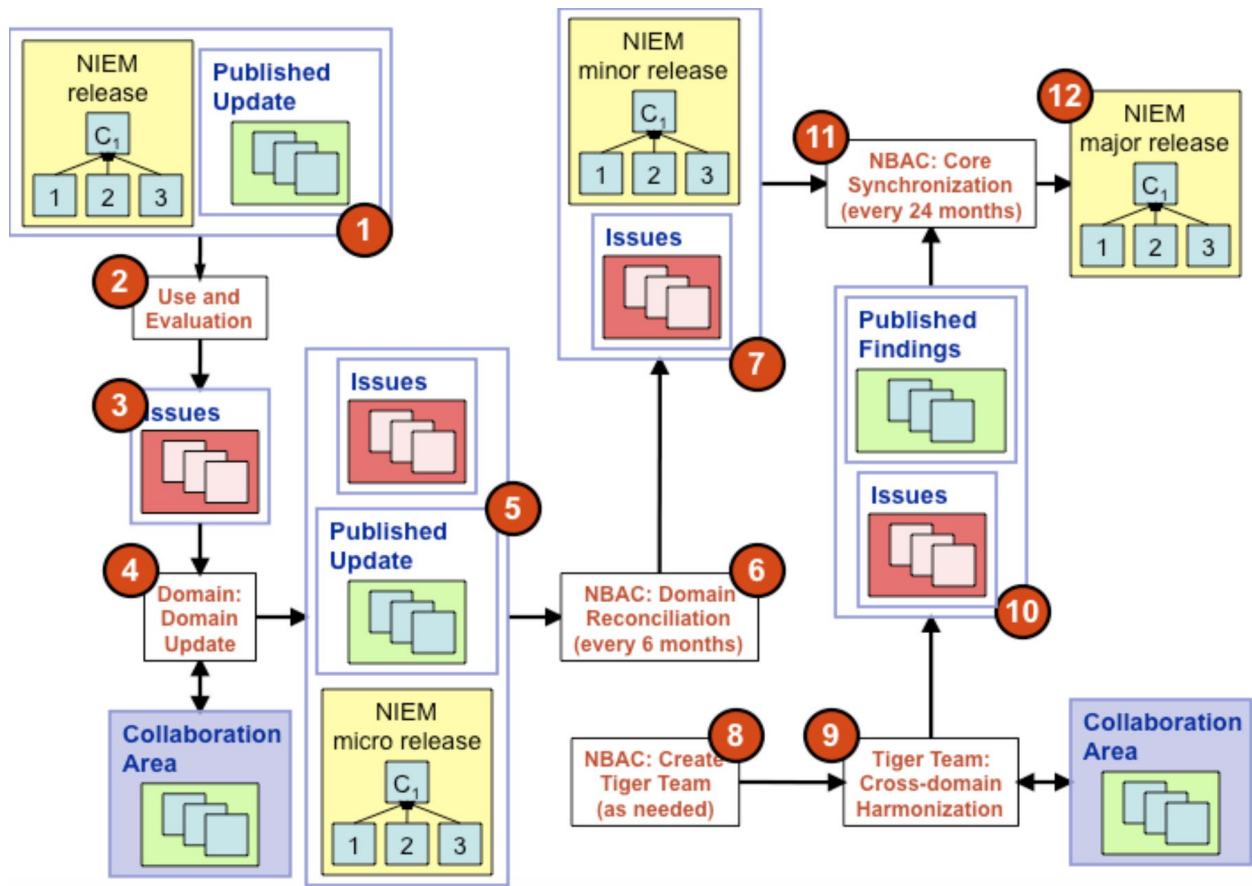 NIEM
release
C1
1 2 3
Published
Update
1
2
Use and
Evaluation
3
Issues
4
Domain:
Domain
Update
Collaboration
Area
Issues
5
Published
Update
NIEM
micro release
C1
1 2 3
6
NBAC: Domain
Reconciliation
(every 6 months)
NIEM
minor release
C1
1 2 3
Issues
7
8
NBAC: Create
Tiger Team
(as needed)
9
Tiger Team:
Cross-domain
Harmonization
Collaboration
Area
Published
Findings
Issues
10
11
NBAC: Core
Synchronization
(every 24 months)
12
NIEM
major release
C1
1 2 3